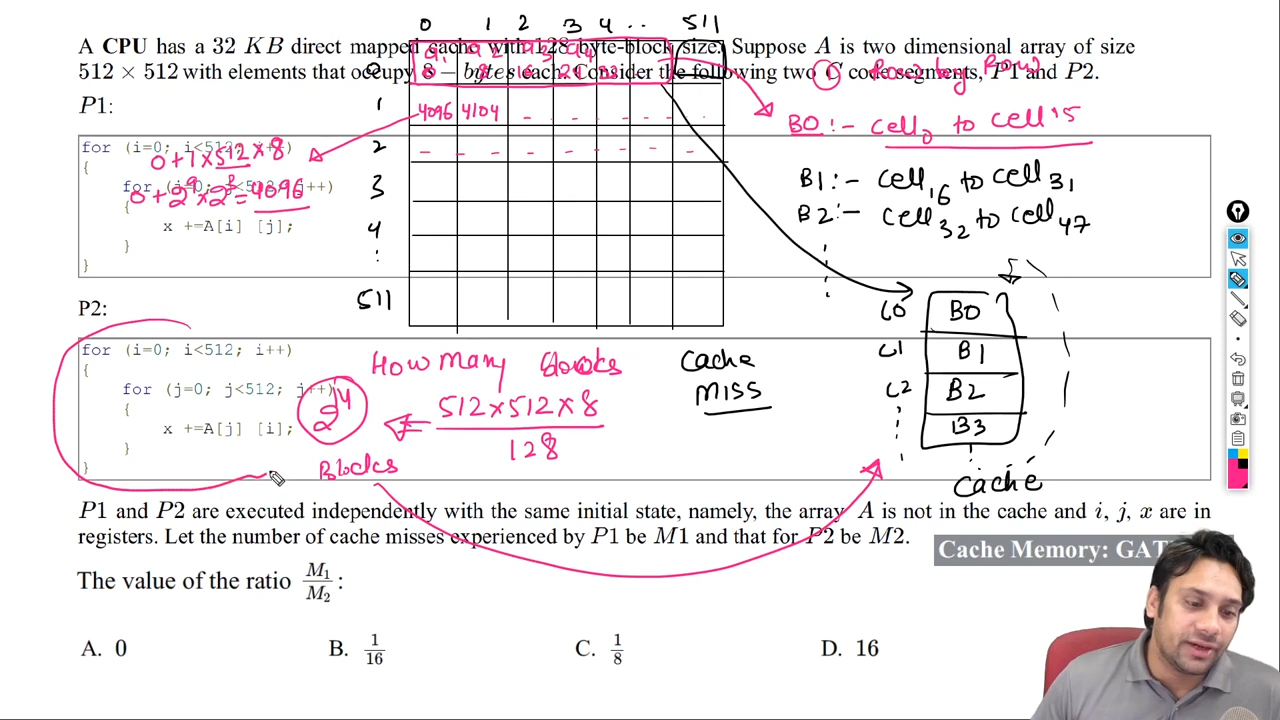 0 1 2 3 4 .. 511
A CPU has a 32 KB direct mapped cache with 128 byte-block size. Suppose A is two dimensional array of size
512 × 512 with elements that occupy 8 - bytes each. Consider the following two C code segments, P1 and P2.
Row by Row
0 8 16 24
P1:
1 4096 4104 - - - - -
B0 :- cell0 to cell15
for (i=0; i<512; i++)
{
for (j=0; j<512; j++)
{
x +=A[i] [j];
}
}
0+1×512×8
0+2^9×2^3=4096
2 - - - - - - -
3
4
:
511
B1 :- cell16 to cell31
B2 :- cell32 to cell47
P2:
for (i=0; i<512; i++)
{
for (j=0; j<512; j++)
{
x +=A[j] [i];
}
}
How many blocks
512×512×8
128
2^14
Blocks
Cache
MISS
L0 B0
L1 B1
L2 B2
B3
Cache
P1 and P2 are executed independently with the same initial state, namely, the array A is not in the cache and i, j, x are in
registers. Let the number of cache misses experienced by P1 be M1 and that for P2 be M2.
Cache Memory: GAT
The value of the ratio M1/M2 :
A. 0 B. 1/16 C. 1/8 D. 16